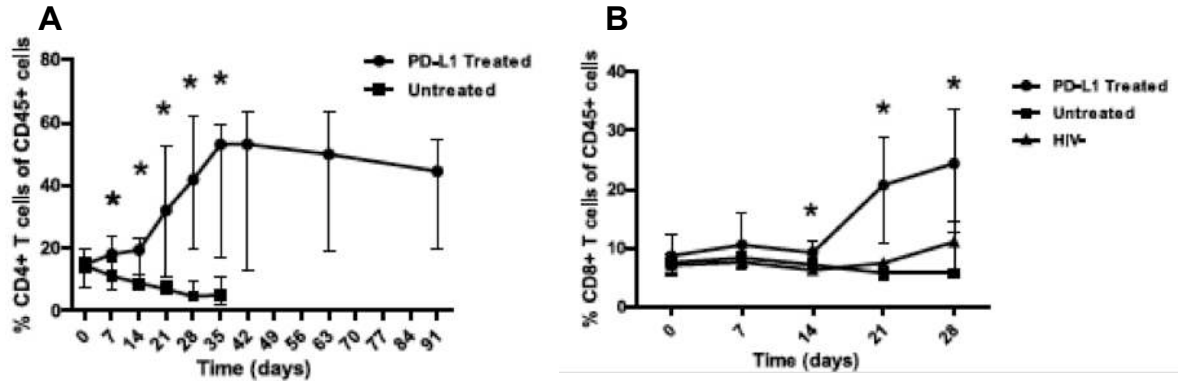 A
% CD4+ T cells of CD45+ cells
80
60
40
20
0
0 7 14 21 28 35 42 49 56 63 70 77 84 91
Time (days)
PD-L1 Treated
Untreated
* * * * *
B
% CD8+ T cells of CD45+ cells
40
30
20
10
0
0 7 14 21 28
Time (days)
PD-L1 Treated
Untreated
HIV-
* * *